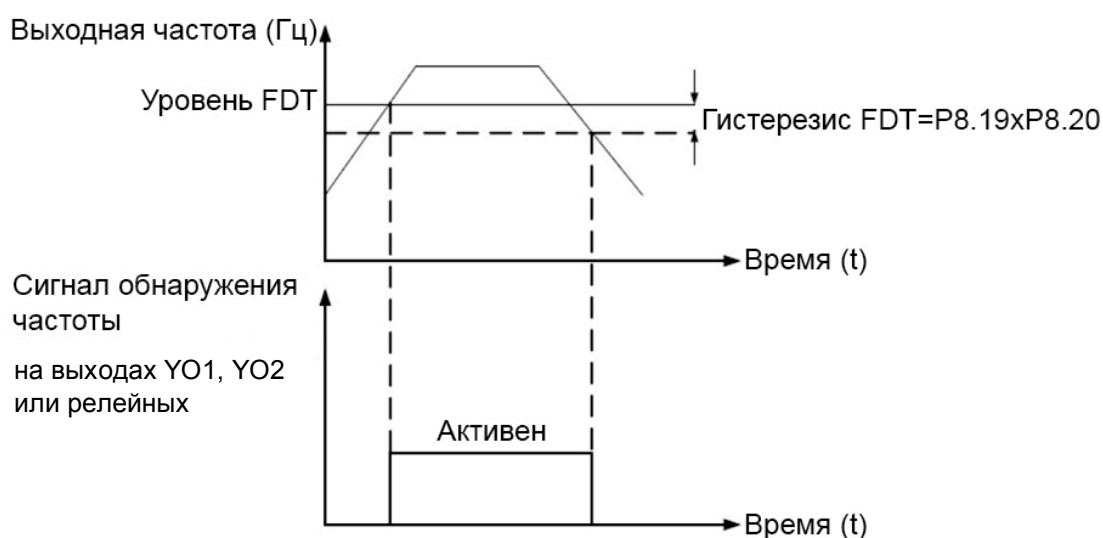 Выходная частота (Гц)
Уровень FDT
Гистерезис FDT=P8.19xP8.20
Время (t)
Сигнал обнаружения
частоты
на выходах YO1, YO2
или релейных
Активен
Время (t)